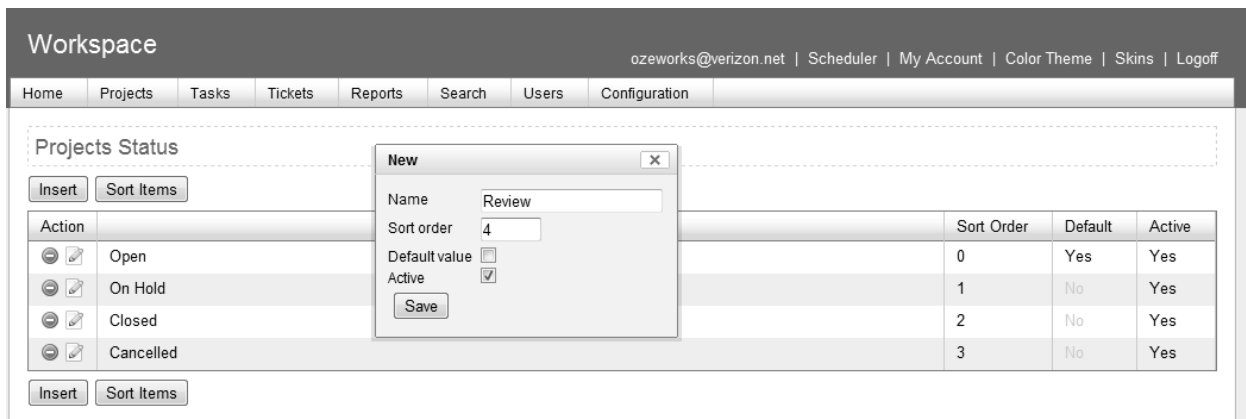 Workspace
ozeworks@verizon.net | Scheduler | My Account | Color Theme | Skins | Logoff
Home Projects Tasks Tickets Reports Search Users Configuration
Projects Status
Insert Sort Items
New
Name Review
Sort order 4
Default value
Active
Save
Action Sort Order Default Active
Open 0 Yes Yes
On Hold 1 No Yes
Closed 2 No Yes
Cancelled 3 No Yes
Insert Sort Items